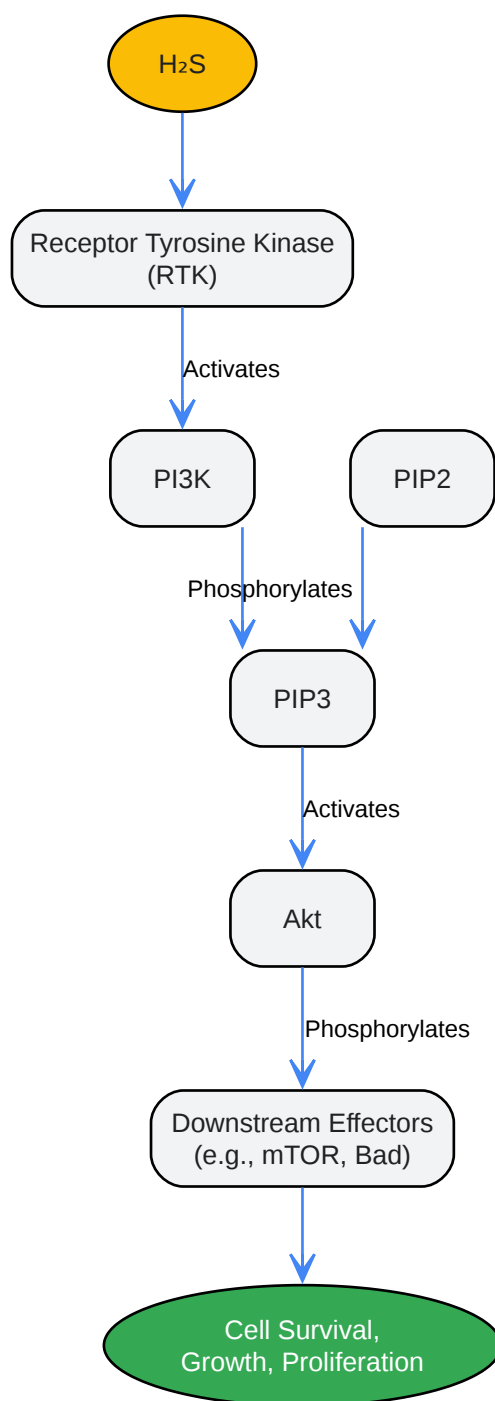 H₂S
Receptor Tyrosine Kinase
(RTK)
Activates
PI3K
PIP2
Phosphorylates
PIP3
Activates
Akt
Phosphorylates
Downstream Effectors
(e.g., mTOR, Bad)
Cell Survival,
Growth, Proliferation